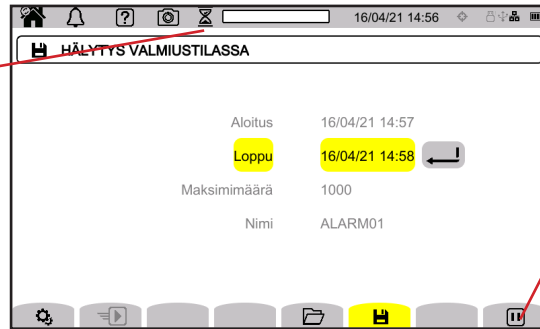 16/04/21 14:56
HÄLYTYS VALMIUSTILASSA
Aloitus 16/04/21 14:57
Loppu 16/04/21 14:58
Maksimimäärä 1000
Nimi ALARM01